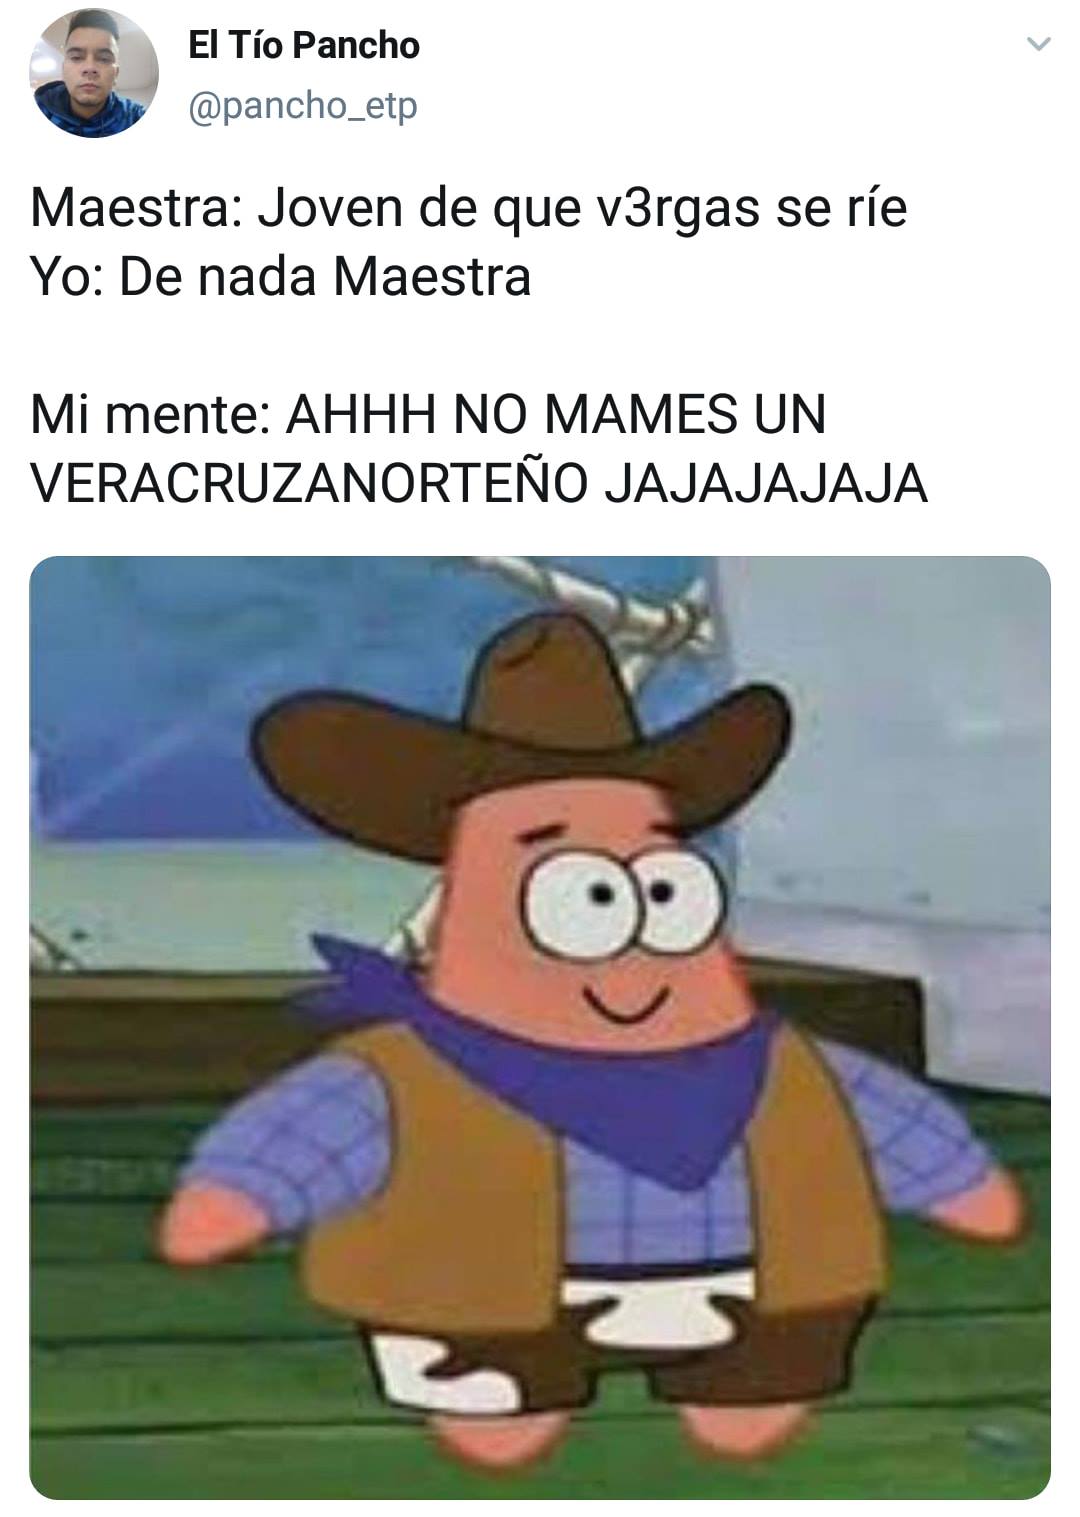 El Tío Pancho
@pancho_etp
Maestra: Joven de que v3rgas se ríe
Yo: De nada Maestra
Mi mente: AHHH NO MAMES UN
VERACRUZANORTEÑO JAJAJAJAJA